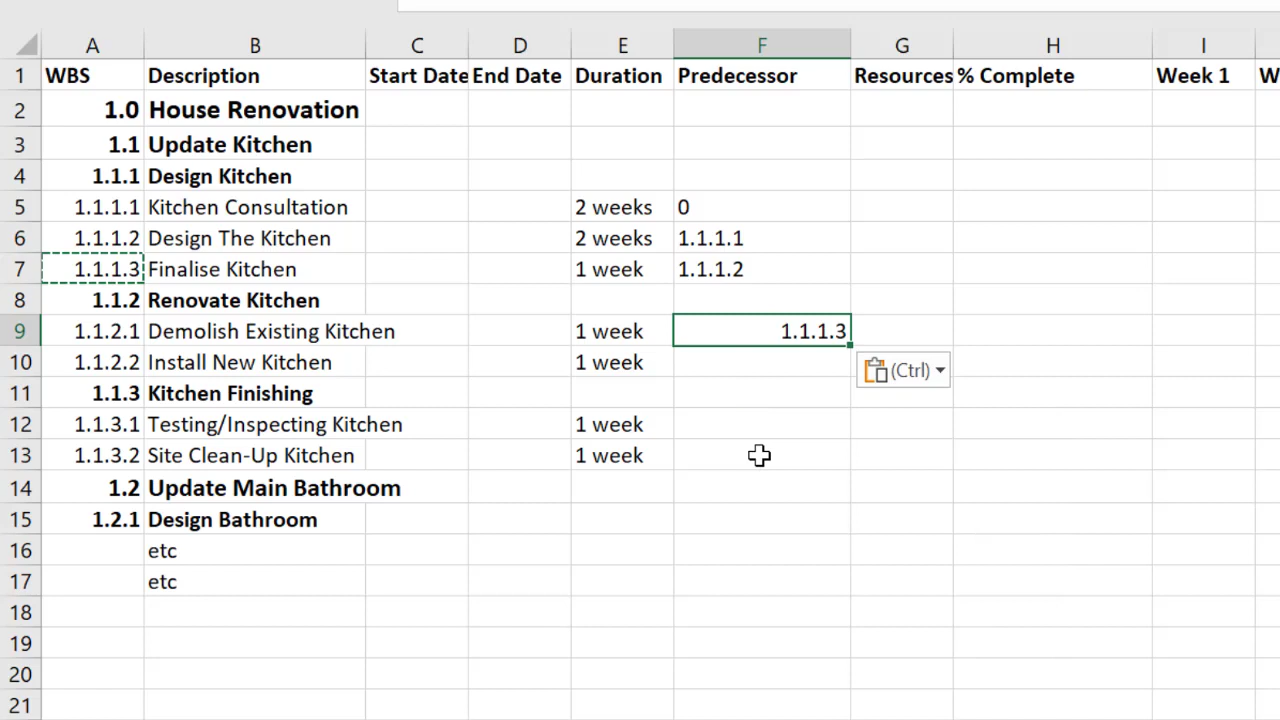 A B C D E F G H I
1 WBS Description Start Date End Date Duration Predecessor Resources % Complete Week 1 W
2 1.0 House Renovation
3 1.1 Update Kitchen
4 1.1.1 Design Kitchen
5 1.1.1.1 Kitchen Consultation 2 weeks 0
6 1.1.1.2 Design The Kitchen 2 weeks 1.1.1.1
7 1.1.1.3 Finalise Kitchen 1 week 1.1.1.2
8 1.1.2 Renovate Kitchen
9 1.1.2.1 Demolish Existing Kitchen 1 week 1.1.1.3
10 1.1.2.2 Install New Kitchen 1 week (Ctrl)
11 1.1.3 Kitchen Finishing
12 1.1.3.1 Testing/Inspecting Kitchen 1 week
13 1.1.3.2 Site Clean-Up Kitchen 1 week
14 1.2 Update Main Bathroom
15 1.2.1 Design Bathroom
16 etc
17 etc
18
19
20
21